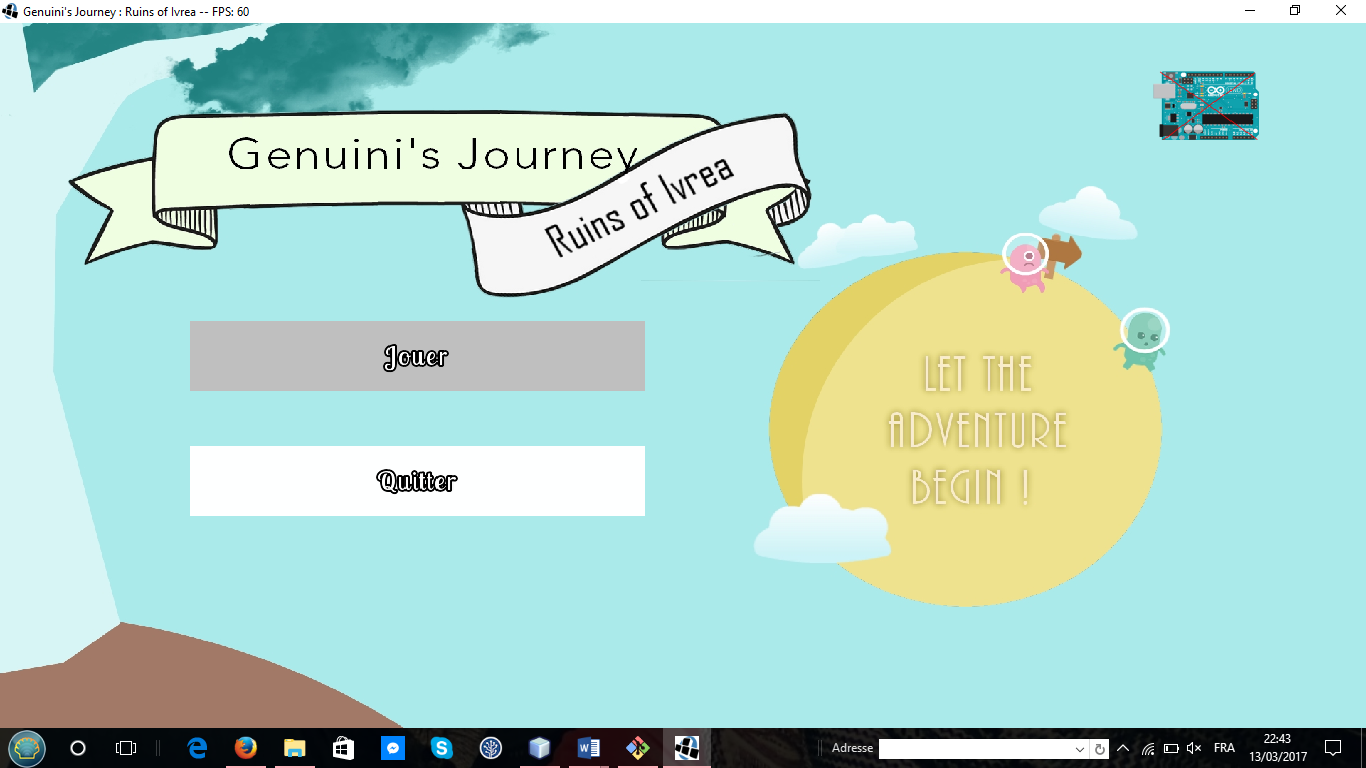 Genuini's Journey : Ruins of Ivrea -- FPS: 60
Genuini's Journey
Ruins of Ivrea
Jouer
Quitter
LET THE
ADVENTURE
BEGIN !
Adresse
FRA
22:43
13/03/2017